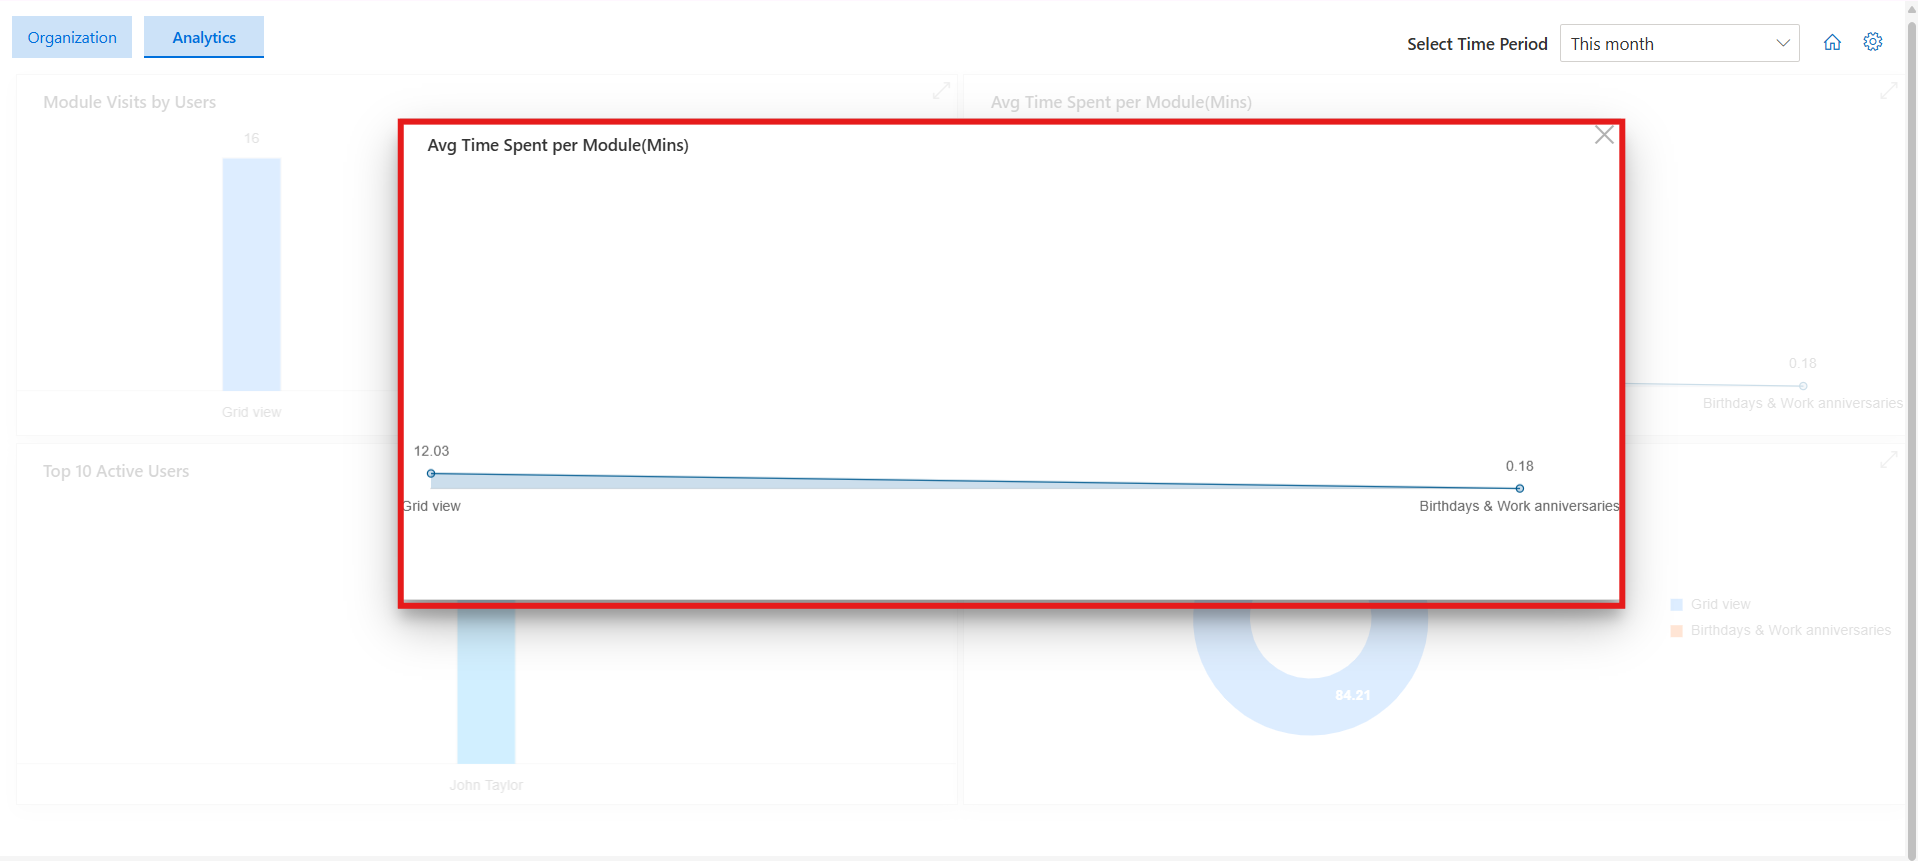 Organization
Analytics
Select Time Period
This month
Module Visits by Users
16
Grid view
Avg Time Spent per Module(Mins)
0.18
Birthdays & Work anniversaries
Avg Time Spent per Module(Mins)
12.03
Grid view
0.18
Birthdays & Work anniversaries
Top 10 Active Users
John Taylor
84.21
Grid view
Birthdays & Work anniversaries